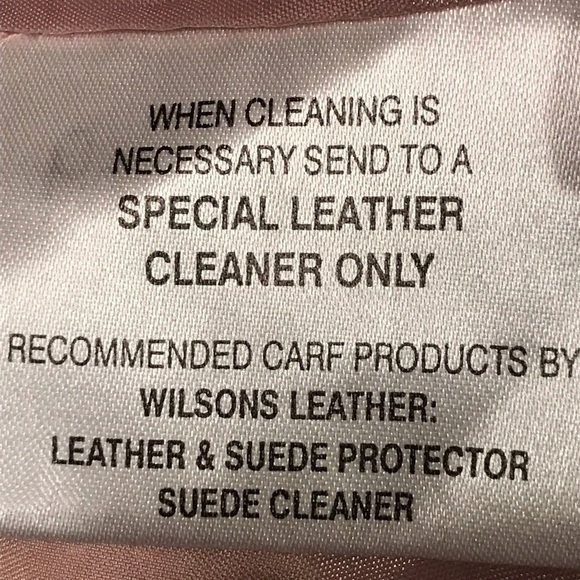 WHEN CLEANING IS
NECESSARY SEND TO A
SPECIAL LEATHER
CLEANER ONLY
RECOMMENDED CARF PRODUCTS BY
WILSONS LEATHER:
LEATHER & SUEDE PROTECTOR
SUEDE CLEANER